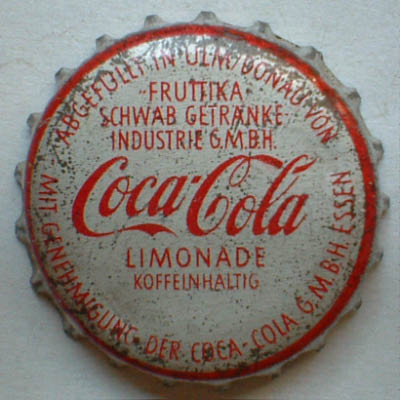 ABGEFÜLLT IN ULM/DONAU VON
FRUTTIKA
SCHWAB GETRÄNKE-
INDUSTRIE G.M.B.H.
Coca-Cola
LIMONADE
KOFFEINHALTIG
- MIT GENEHMIGUNG DER COCA-COLA G.M.B.H. ESSEN -